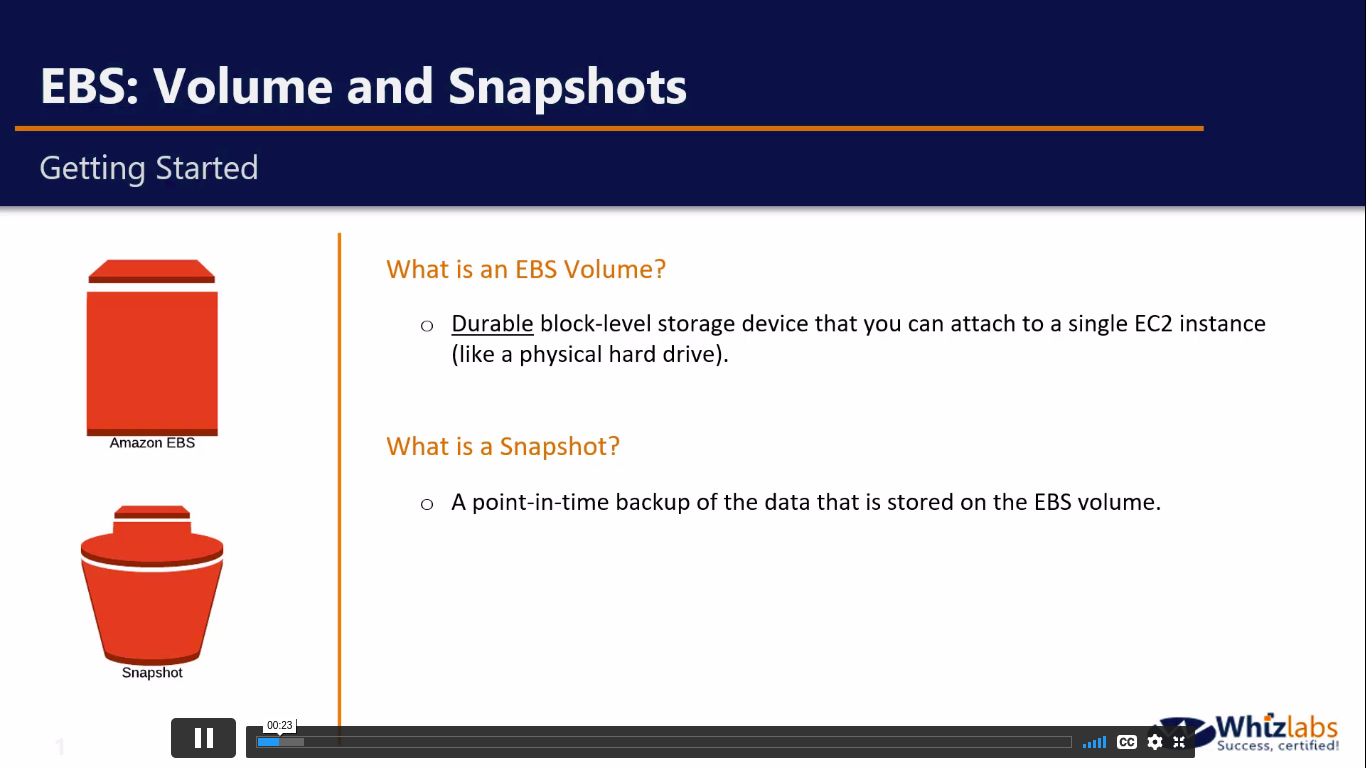 EBS: Volume and Snapshots
Getting Started
Amazon EBS
Snapshot
What is an EBS Volume?
o Durable block-level storage device that you can attach to a single EC2 instance
(like a physical hard drive).
What is a Snapshot?
o A point-in-time backup of the data that is stored on the EBS volume.
1
00:23
CC
Whizlabs
Success, certified!